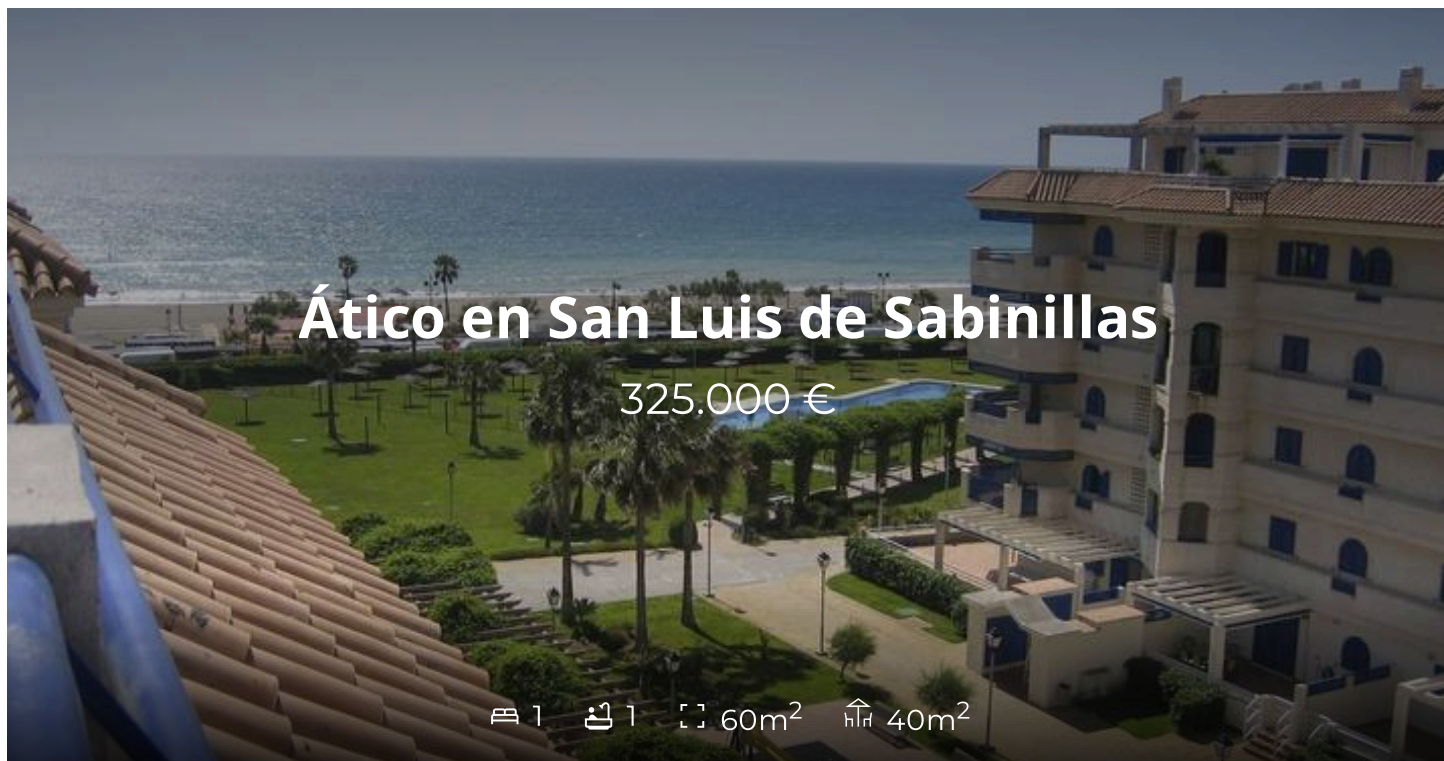 Ático en San Luis de Sabinillas
325.000 €
1 1 60m² 40m²